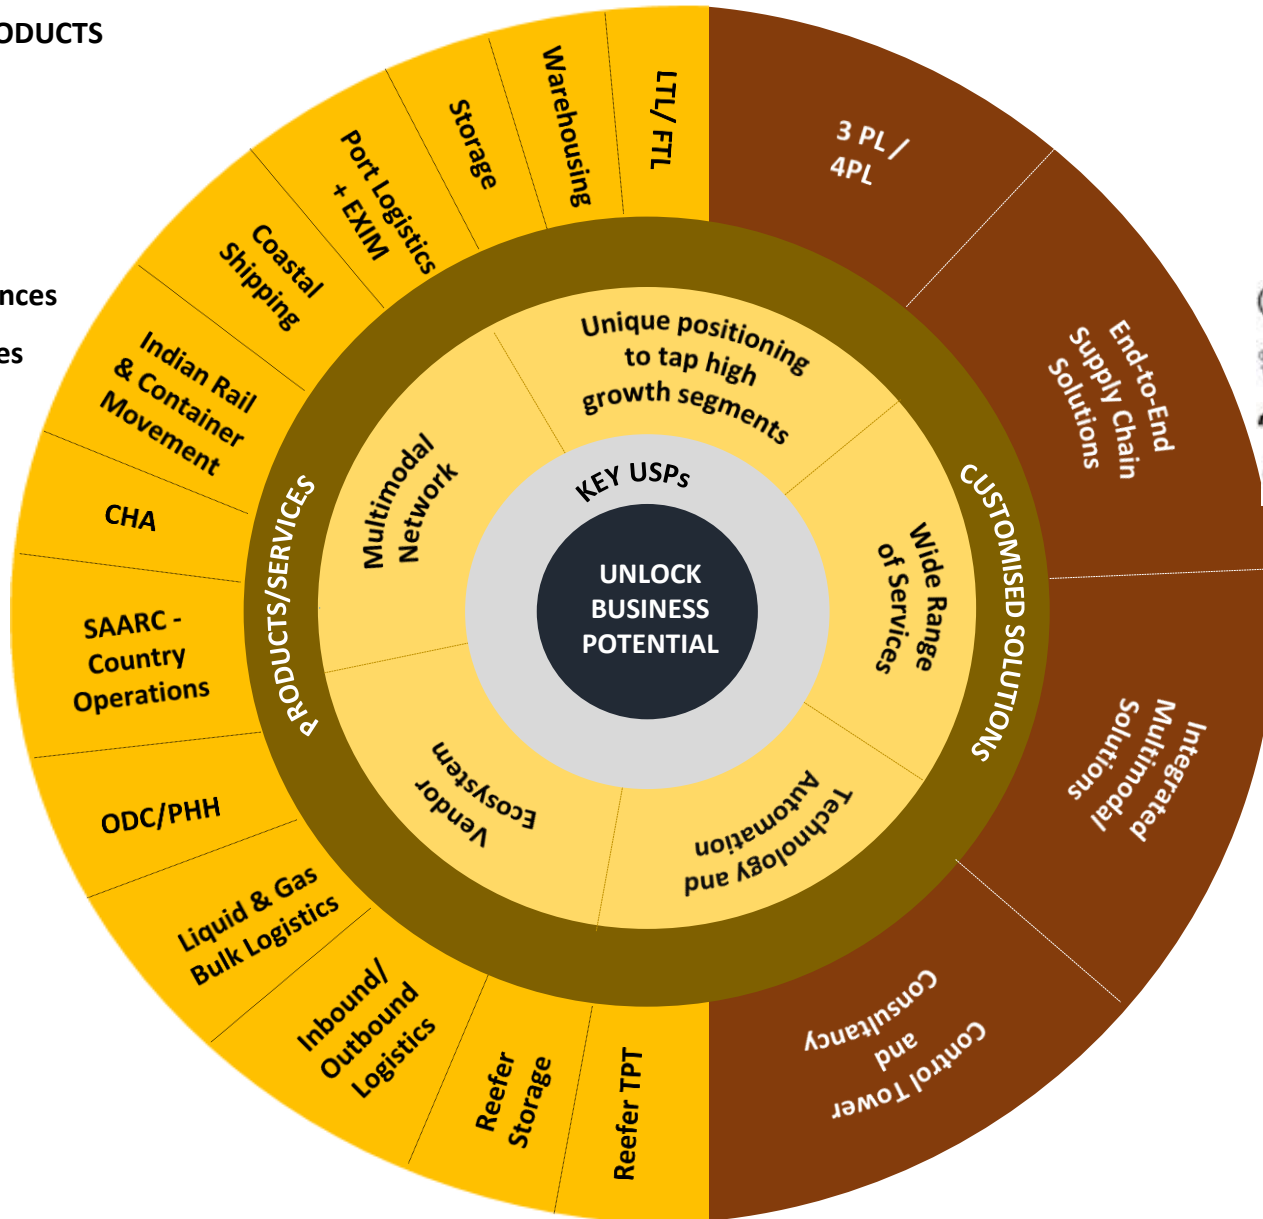 ODUCTS
nces
es
LTL/ FTL
Warehousing
Storage
Port Logistics
+ EXIM
Coastal
Shipping
Indian Rail
& Container
Movement
CHA
SAARC -
Country
Operations
ODC/PHH
Liquid & Gas
Bulk Logistics
Inbound/
Outbound
Logistics
Reefer
Storage
Reefer TPT
3 PL /
4PL
End-to-End
Supply Chain
Solutions
Integrated
Multimodal
Solutions
Control Tower
and
Consultancy
PRODUCTS/SERVICES
CUSTOMISED SOLUTIONS
Unique positioning
to tap high
growth segments
Wide Range
of Services
Technology and
Automation
Vendor
Ecosystem
Multimodal
Network
KEY USPs
UNLOCK
BUSINESS
POTENTIAL